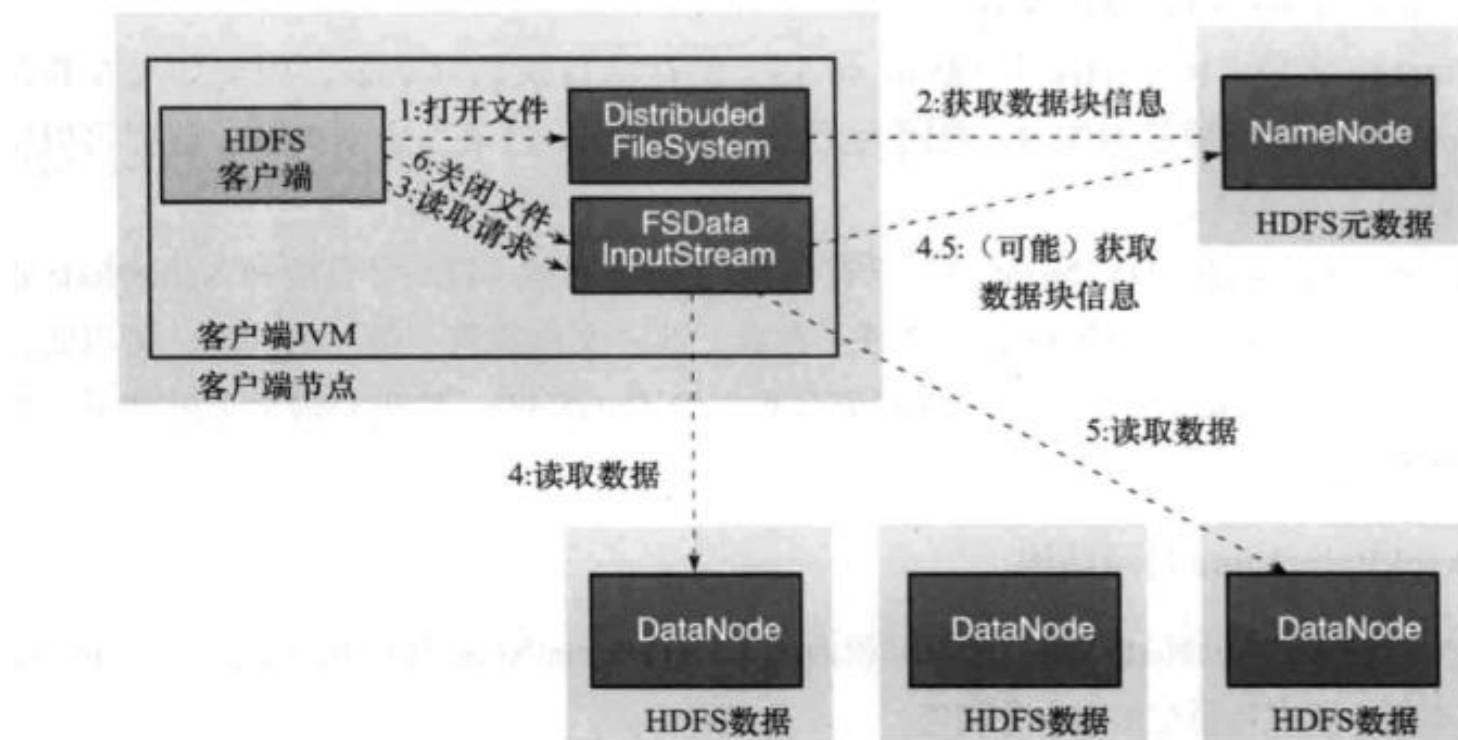 1:打开文件
Distribuded
FileSystem
2:获取数据块信息
NameNode
HDFS
客户端
6:关闭文件
3:读取请求
FSData
InputStream
HDFS元数据
4.5:（可能）获取
数据块信息
客户端JVM
客户端节点
5:读取数据
4:读取数据
DataNode
DataNode
DataNode
HDFS数据
HDFS数据
HDFS数据